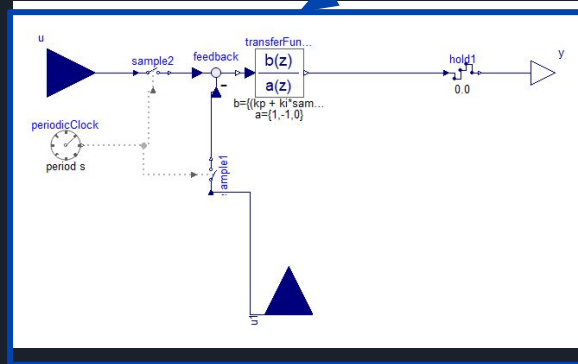 u
sample2
feedback
transferFun...
b(z)
a(z)
b={(kp + ki*sam...
a={1,-1,0}
hold1
0.0
y
periodicClock
period s
sample1
u1